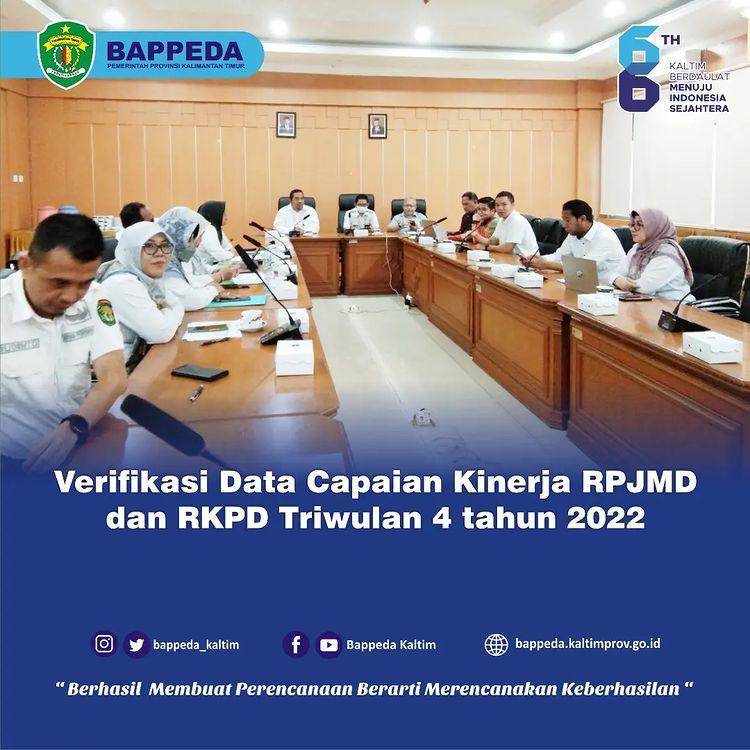 BAPPEDA
PEMERINTAH PROVINSI KALIMANTAN TIMUR
66TH
KALTIM
BERDAULAT
MENUJU
INDONESIA
SEJAHTERA
Verifikasi Data Capaian Kinerja RPJMD
dan RKPD Triwulan 4 tahun 2022
bappeda_kaltim
Bappeda Kaltim
bappeda.kaltimprov.go.id
“ Berhasil Membuat Perencanaan Berarti Merencanakan Keberhasilan “